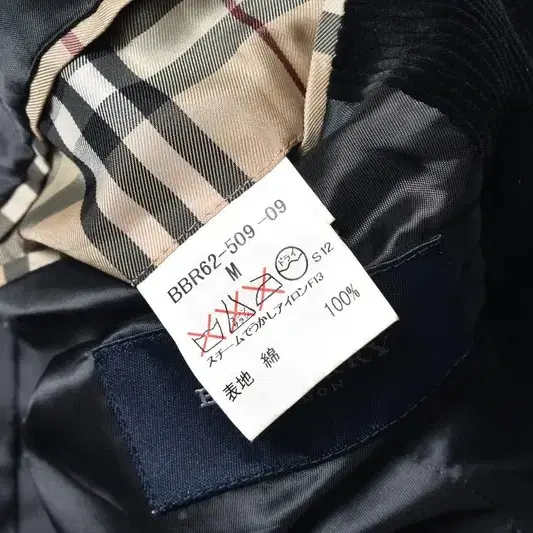 BBR62-509-09
M
ドライ
S12
スチームでうかしアイロンF13
表地 綿 100%